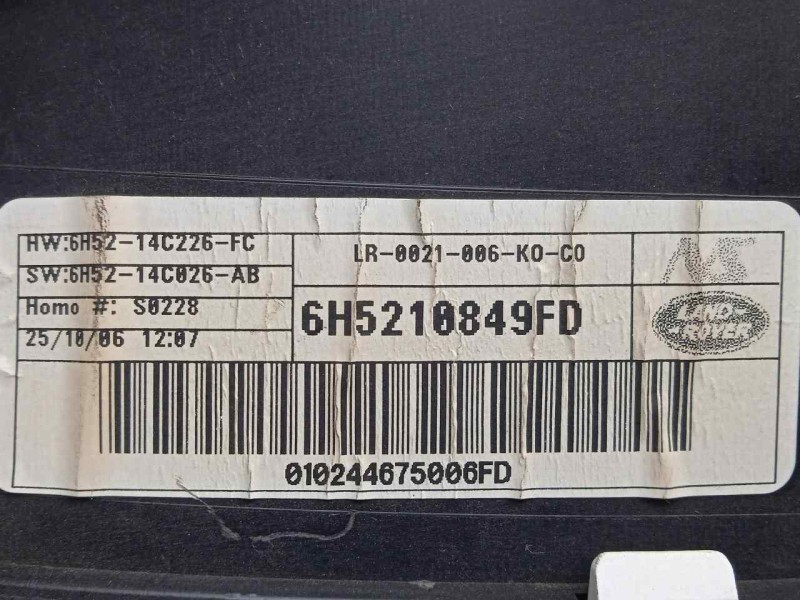 HW:6H52-14C226-FC
SW:6H52-14C026-AB
Homo #: S0228
25/10/06 12:07
LR-0021-006-KO-CO
6H5210849FD
LAND-
ROVER
010244675006FD